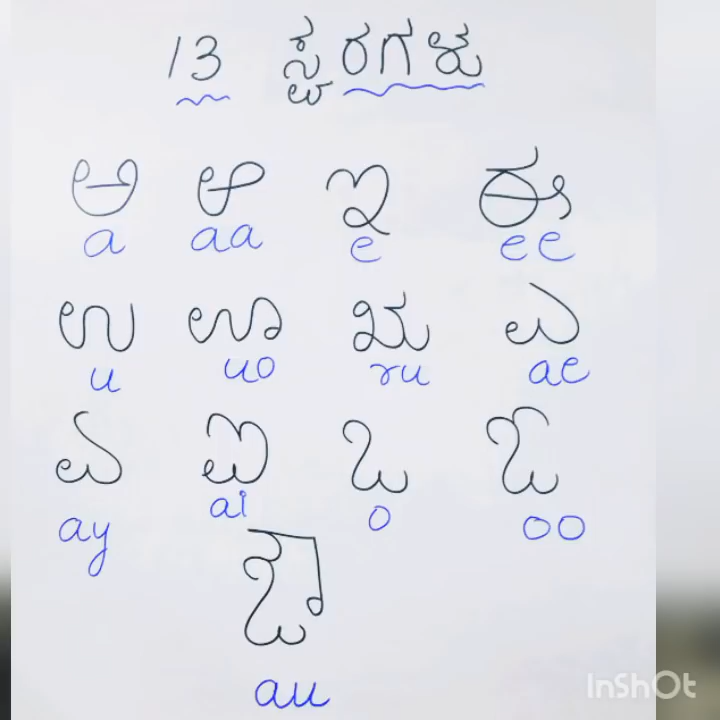 13 ಸ್ವರಗಳು
ಅ ಆ ಇ ಈ
a aa e ee
ಉ ಊ ಋ ಎ
u uo ru ae
ಏ ಐ ಒ ಓ
ay ai o oo
ಔ
au
InShOt